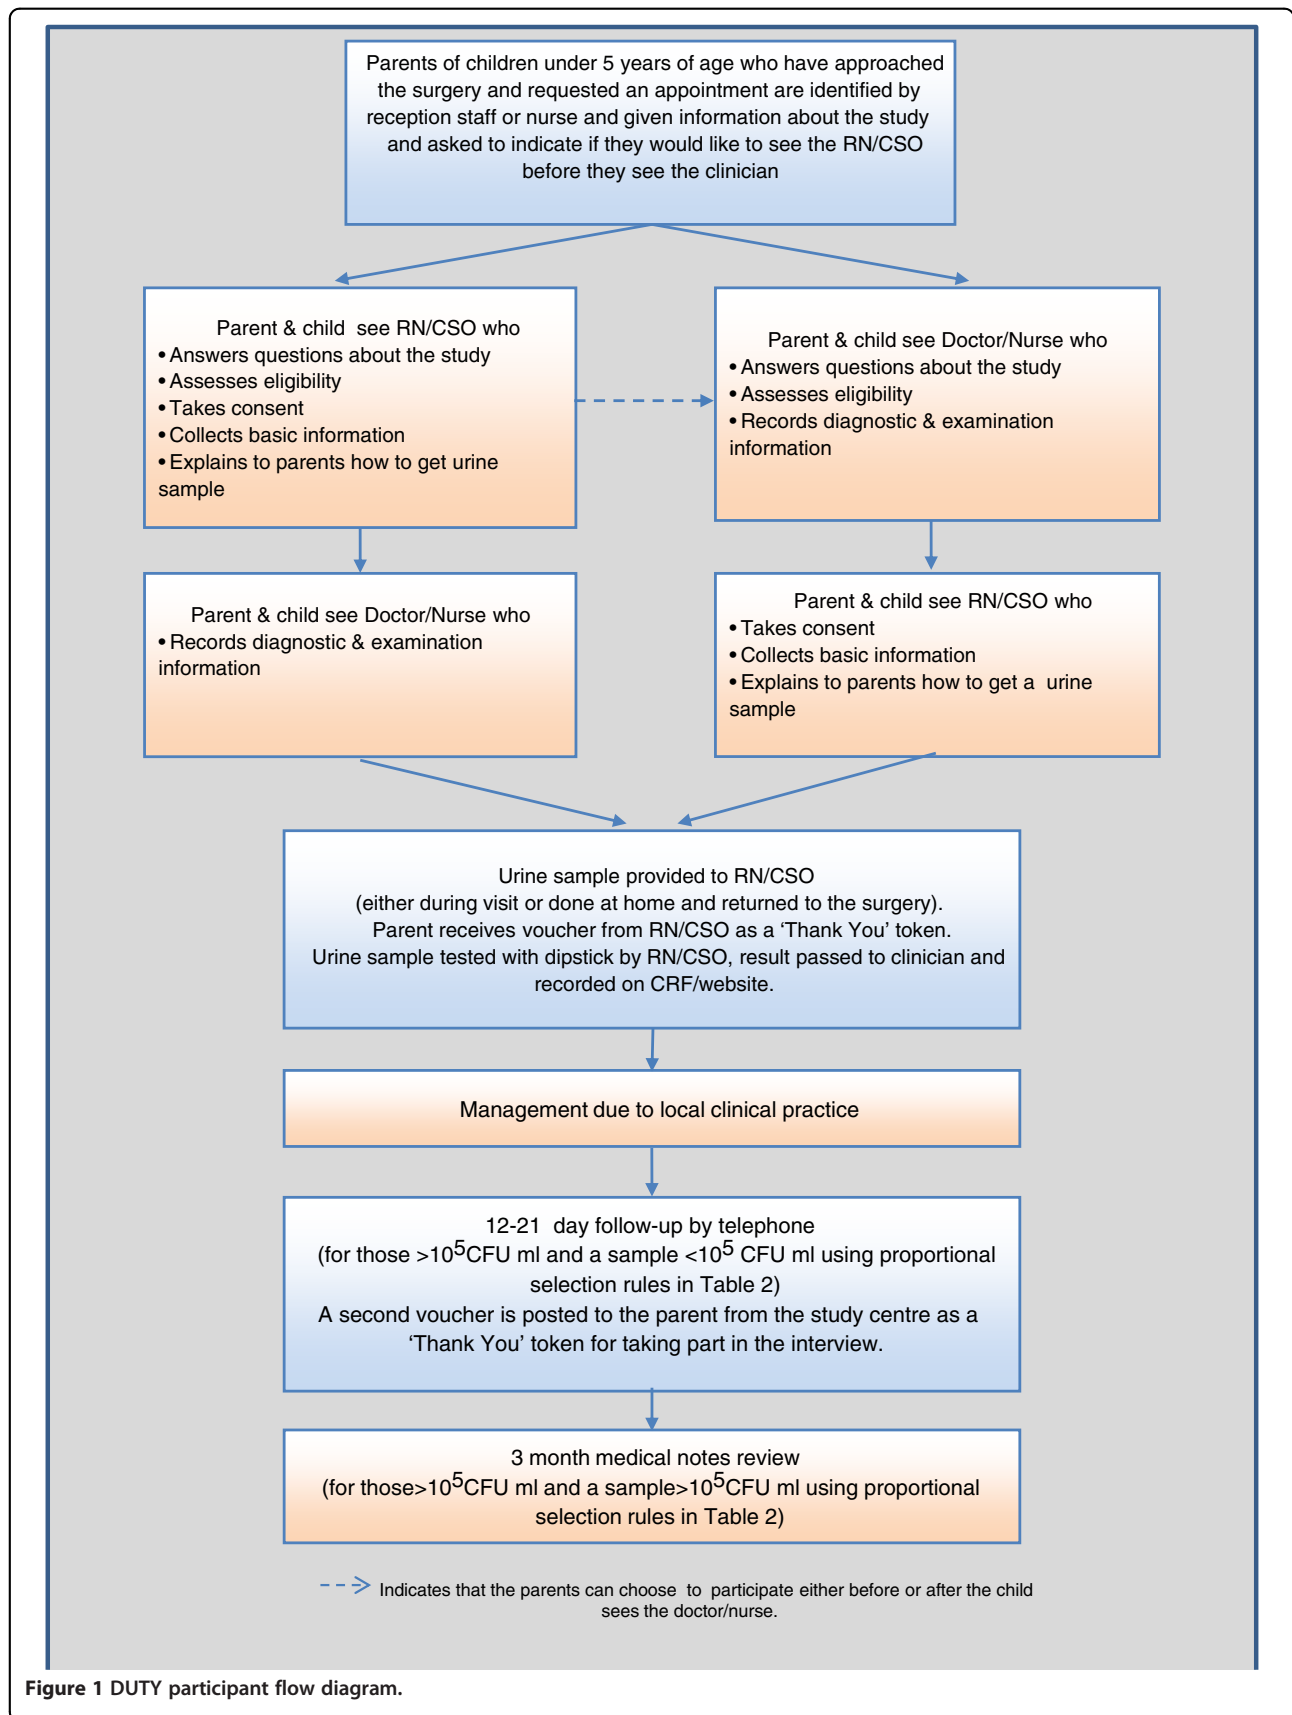 Parents of children under 5 years of age who have approached
the surgery and requested an appointment are identified by
reception staff or nurse and given information about the study
and asked to indicate if they would like to see the RN/CSO
before they see the clinician
Parent & child see RN/CSO who
• Answers questions about the study
• Assesses eligibility
• Takes consent
• Collects basic information
• Explains to parents how to get urine
sample
Parent & child see Doctor/Nurse who
• Answers questions about the study
• Assesses eligibility
• Records diagnostic & examination
information
Parent & child see Doctor/Nurse who
• Records diagnostic & examination
information
Parent & child see RN/CSO who
• Takes consent
• Collects basic information
• Explains to parents how to get a urine
sample
Urine sample provided to RN/CSO
(either during visit or done at home and returned to the surgery).
Parent receives voucher from RN/CSO as a ‘Thank You’ token.
Urine sample tested with dipstick by RN/CSO, result passed to clinician and
recorded on CRF/website.
Management due to local clinical practice
12-21 day follow-up by telephone
(for those >10⁵CFU ml and a sample <10⁵ CFU ml using proportional
selection rules in Table 2)
A second voucher is posted to the parent from the study centre as a
‘Thank You’ token for taking part in the interview.
3 month medical notes review
(for those>10⁵CFU ml and a sample>10⁵CFU ml using proportional
selection rules in Table 2)
Indicates that the parents can choose to participate either before or after the child
sees the doctor/nurse.
Figure 1 DUTY participant flow diagram.